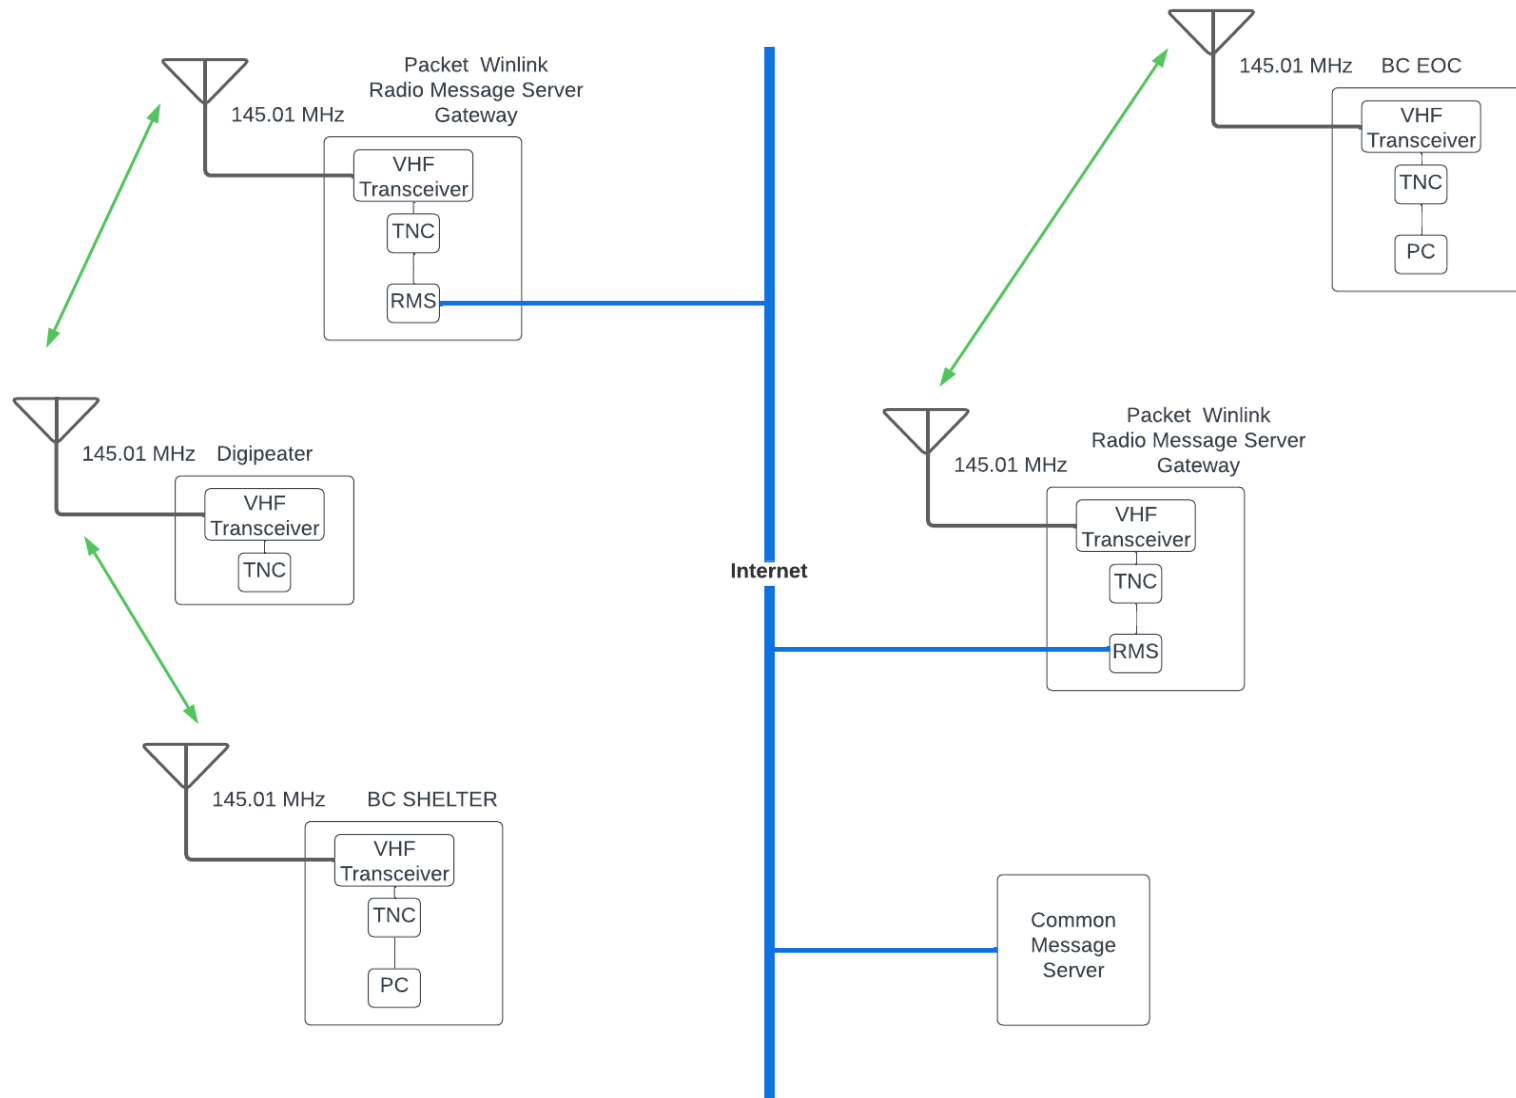 Packet Winlink
Radio Message Server
Gateway
145.01 MHz
VHF
Transceiver
TNC
RMS
145.01 MHz
Digipeater
VHF
Transceiver
TNC
145.01 MHz
BC SHELTER
VHF
Transceiver
TNC
PC
Internet
145.01 MHz
BC EOC
VHF
Transceiver
TNC
PC
Packet Winlink
Radio Message Server
Gateway
145.01 MHz
VHF
Transceiver
TNC
RMS
Common
Message
Server